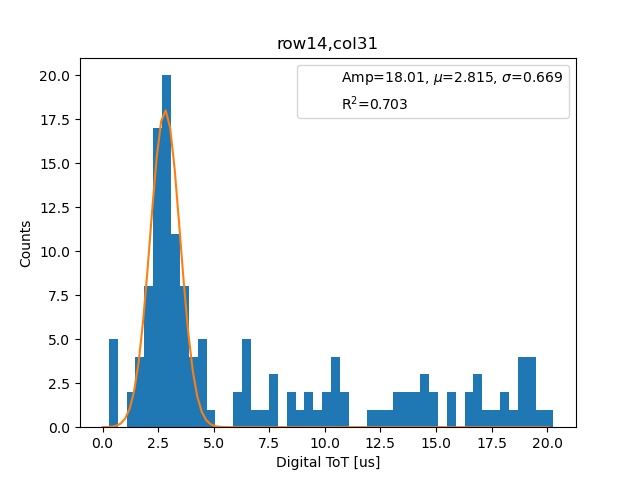 row14,col31
Amp=18.01, μ=2.815, σ=0.669
R²=0.703
Counts
20.0
17.5
15.0
12.5
10.0
7.5
5.0
2.5
0.0
0.0 2.5 5.0 7.5 10.0 12.5 15.0 17.5 20.0
Digital ToT [us]